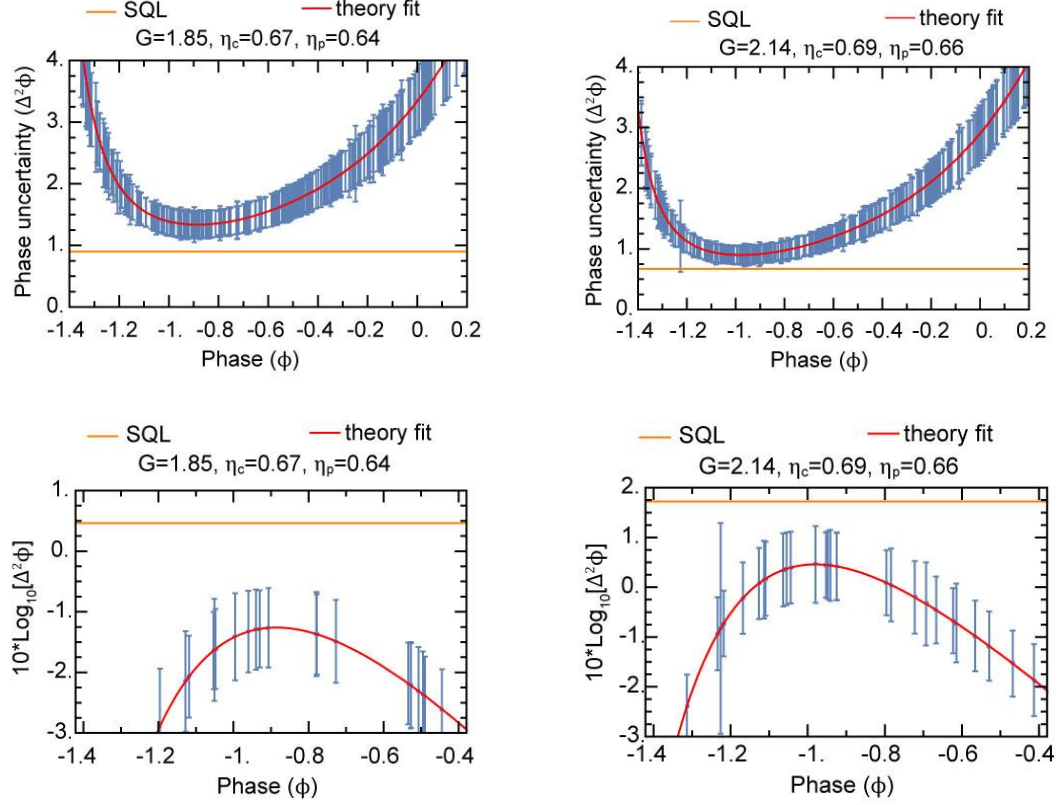 SQL theory fit
G=1.85, ηc=0.67, ηp=0.64
Phase uncertainty (Δ²ϕ)
4.
3.
2.
1.
0.
-1.4 -1.2 -1. -0.8 -0.6 -0.4 -0.2 0. 0.2
Phase (ϕ)
SQL theory fit
G=2.14, ηc=0.69, ηp=0.66
Phase uncertainty (Δ²ϕ)
4.
3.
2.
1.
0.
-1.4 -1.2 -1. -0.8 -0.6 -0.4 -0.2 0. 0.2
Phase (ϕ)
SQL theory fit
G=1.85, ηc=0.67, ηp=0.64
10*Log₁₀[Δ²ϕ]
1.
0.
-1.
-2.
-3.
-1.4 -1.2 -1. -0.8 -0.6 -0.4
Phase (ϕ)
SQL theory fit
G=2.14, ηc=0.69, ηp=0.66
10*Log₁₀[Δ²ϕ]
2.
1.
0.
-1.
-2.
-3.
-1.4 -1.2 -1. -0.8 -0.6 -0.4
Phase (ϕ)